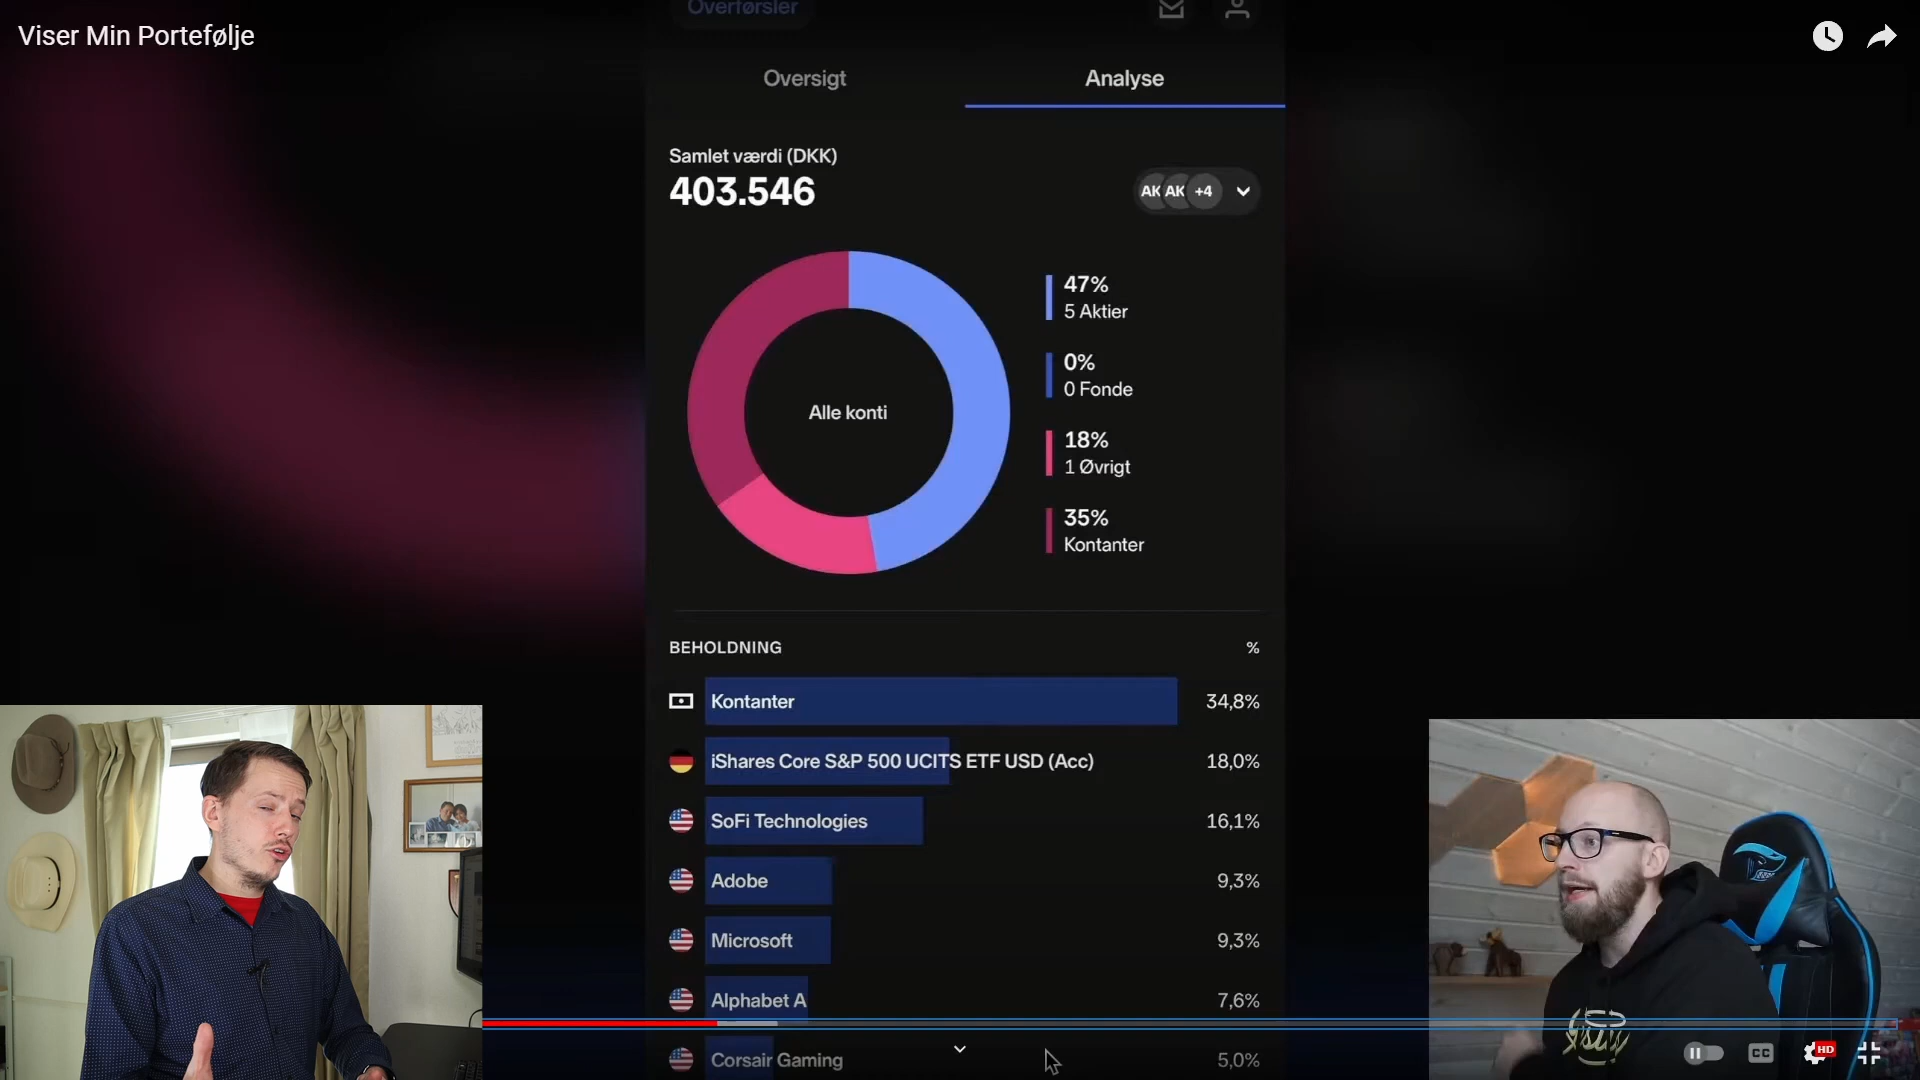 Viser Min Portefølje
Overførsler
Oversigt
Analyse
Samlet værdi (DKK)
403.546
AK AK +4
47%
5 Aktier
0%
0 Fonde
18%
1 Øvrigt
35%
Kontanter
Alle konti
BEHOLDNING %
Kontanter 34,8%
iShares Core S&P 500 UCITS ETF USD (Acc) 18,0%
SoFi Technologies 16,1%
Adobe 9,3%
Microsoft 9,3%
Alphabet A 7,6%
Corsair Gaming 5,0%
CC
HD